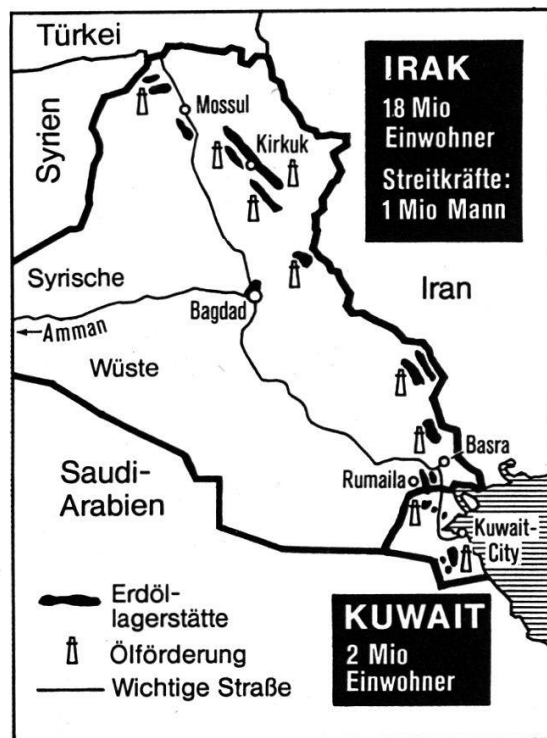 Türkei
IRAK
18 Mio
Einwohner
Streitkräfte:
1 Mio Mann
Syrien
Mossul
Kirkuk
Syrische
Bagdad
Iran
Amman
Wüste
Basra
Rumaila
Saudi-
Arabien
Kuwait-
City
Erdöl-
lagerstätte
Ölförderung
Wichtige Straße
KUWAIT
2 Mio
Einwohner